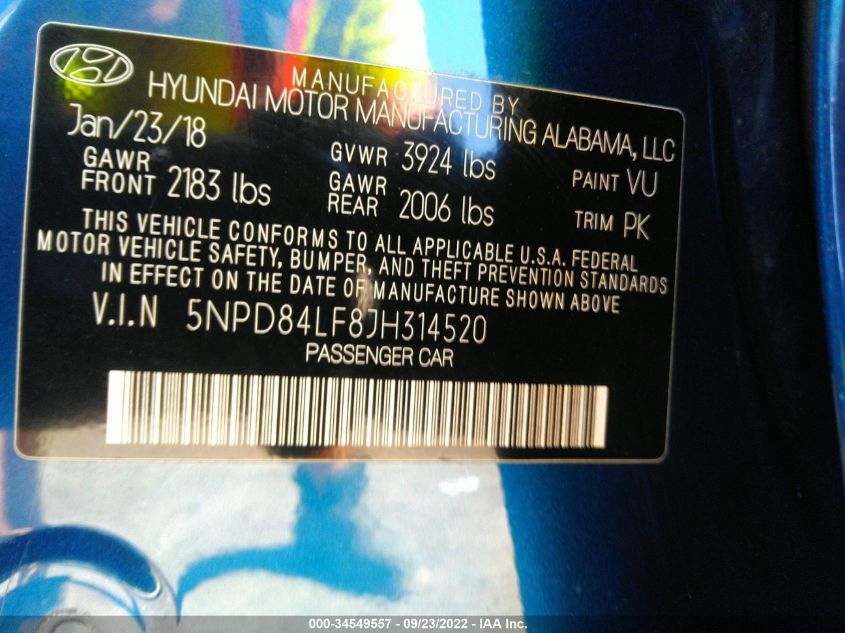 MANUFACTURED BY
HYUNDAI MOTOR MANUFACTURING ALABAMA, LLC
Jan/23/18
GVWR 3924 lbs
PAINT VU
GAWR FRONT 2183 lbs
GAWR REAR 2006 lbs
TRIM PK
THIS VEHICLE CONFORMS TO ALL APPLICABLE U.S.A. FEDERAL
MOTOR VEHICLE SAFETY, BUMPER, AND THEFT PREVENTION STANDARDS
IN EFFECT ON THE DATE OF MANUFACTURE SHOWN ABOVE
V.I.N 5NPD84LF8JH314520
PASSENGER CAR
000-34549557 - 09/23/2022 - IAA Inc.